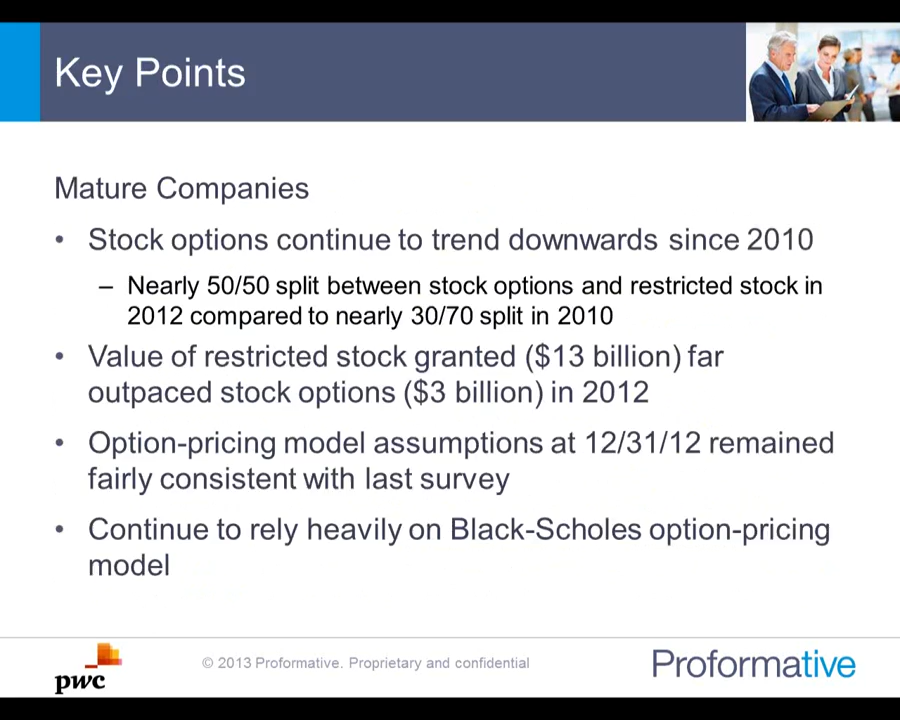 Key Points
Mature Companies
• Stock options continue to trend downwards since 2010
– Nearly 50/50 split between stock options and restricted stock in
2012 compared to nearly 30/70 split in 2010
• Value of restricted stock granted ($13 billion) far
outpaced stock options ($3 billion) in 2012
• Option-pricing model assumptions at 12/31/12 remained
fairly consistent with last survey
• Continue to rely heavily on Black-Scholes option-pricing
model
pwc
© 2013 Proformative. Proprietary and confidential
Proformative